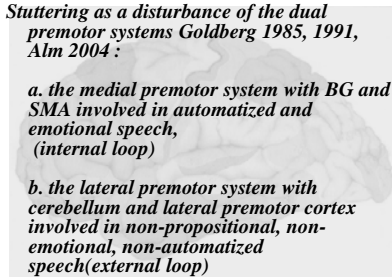 Stuttering as a disturbance of the dual
premotor systems Goldberg 1985, 1991,
Alm 2004 :
a. the medial premotor system with BG and
SMA involved in automatized and
emotional speech,
(internal loop)
b. the lateral premotor system with
cerebellum and lateral premotor cortex
involved in non-propositional, non-
emotional, non-automatized
speech(external loop)